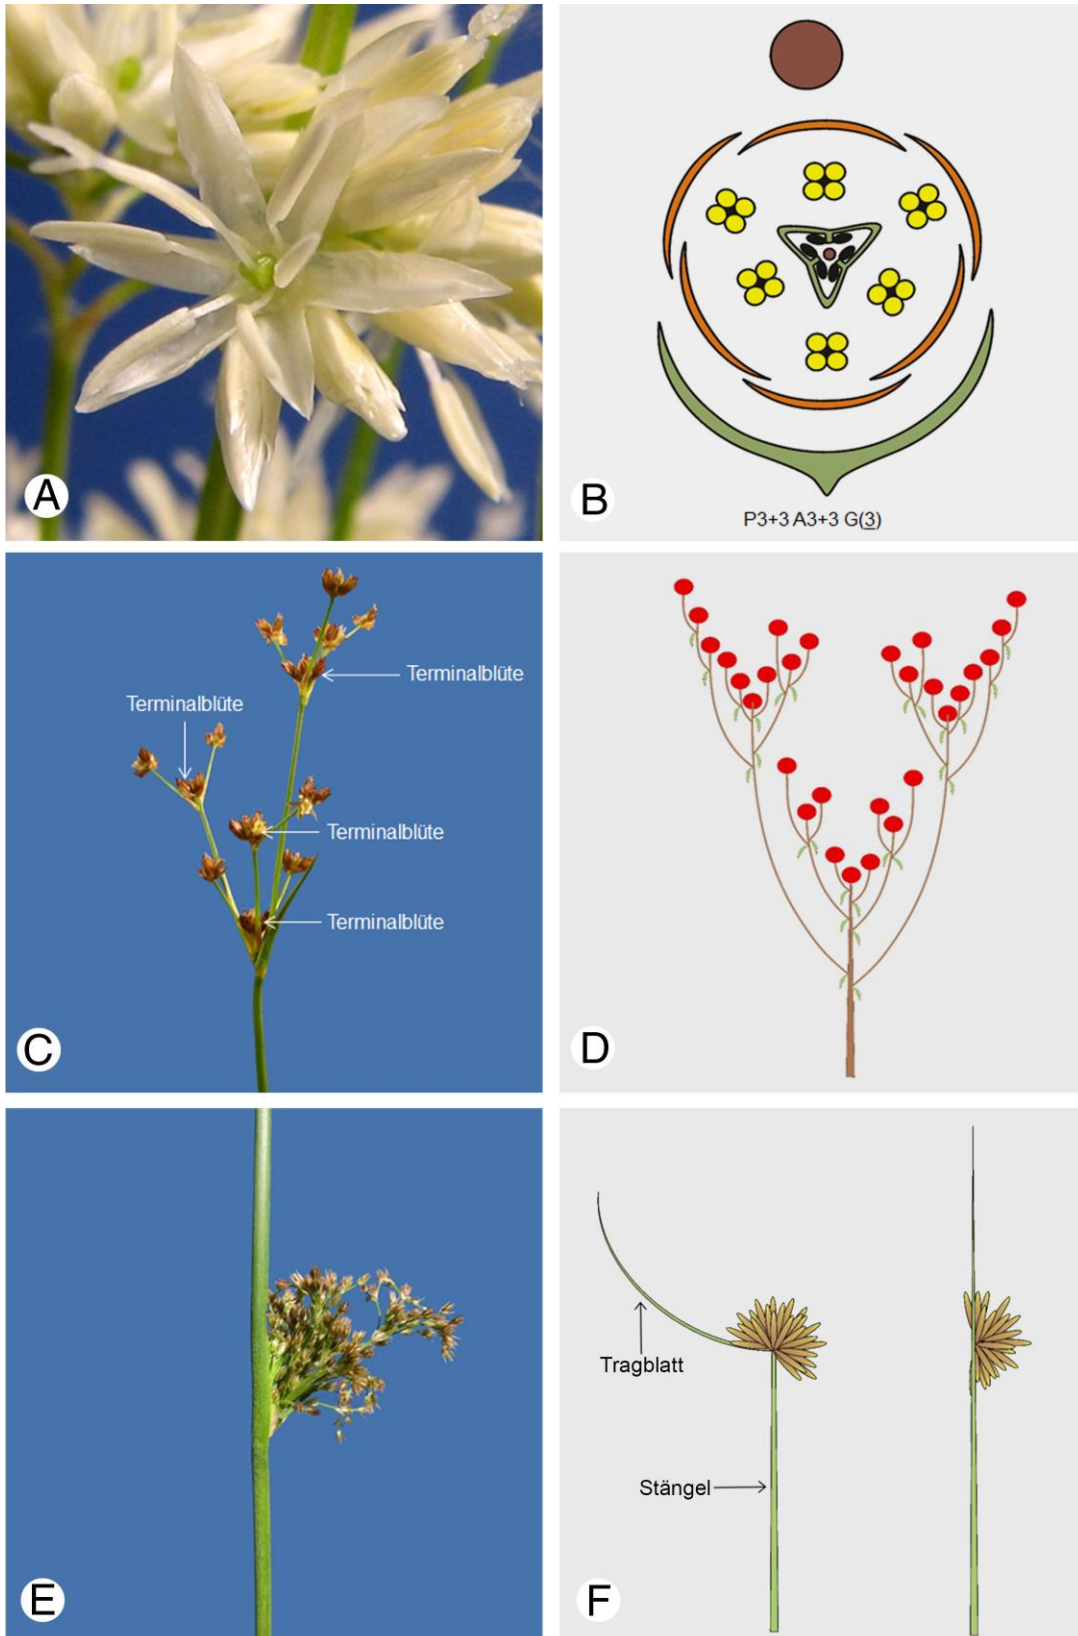 A
B
P3+3 A3+3 G(3)
C
Terminalblüte
Terminalblüte
Terminalblüte
Terminalblüte
D
E
F
Tragblatt
Stängel